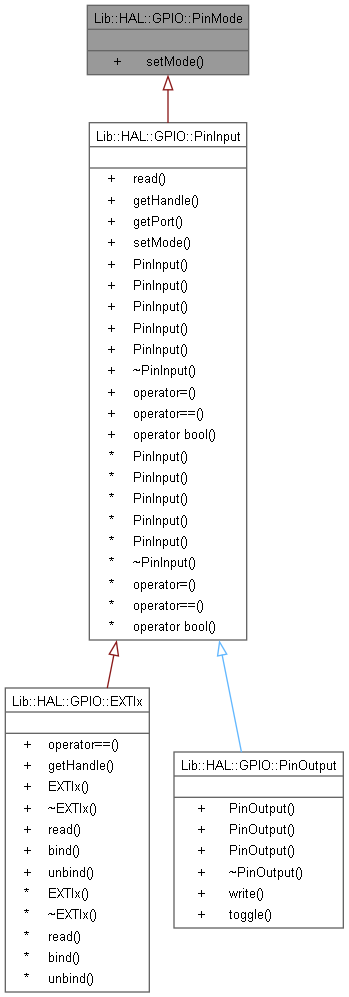 Lib::HAL::GPIO::PinMode
+ setMode()
Lib::HAL::GPIO::PinInput
+ read()
+ getHandle()
+ getPort()
+ setMode()
+ PinInput()
+ PinInput()
+ PinInput()
+ PinInput()
+ PinInput()
+ ~PinInput()
+ operator=()
+ operator==()
+ operator bool()
* PinInput()
* PinInput()
* PinInput()
* PinInput()
* PinInput()
* ~PinInput()
* operator=()
* operator==()
* operator bool()
Lib::HAL::GPIO::EXTIx
+ operator==()
+ getHandle()
+ EXTIx()
+ ~EXTIx()
+ read()
+ bind()
+ unbind()
* EXTIx()
* ~EXTIx()
* read()
* bind()
* unbind()
Lib::HAL::GPIO::PinOutput
+ PinOutput()
+ PinOutput()
+ PinOutput()
+ ~PinOutput()
+ write()
+ toggle()